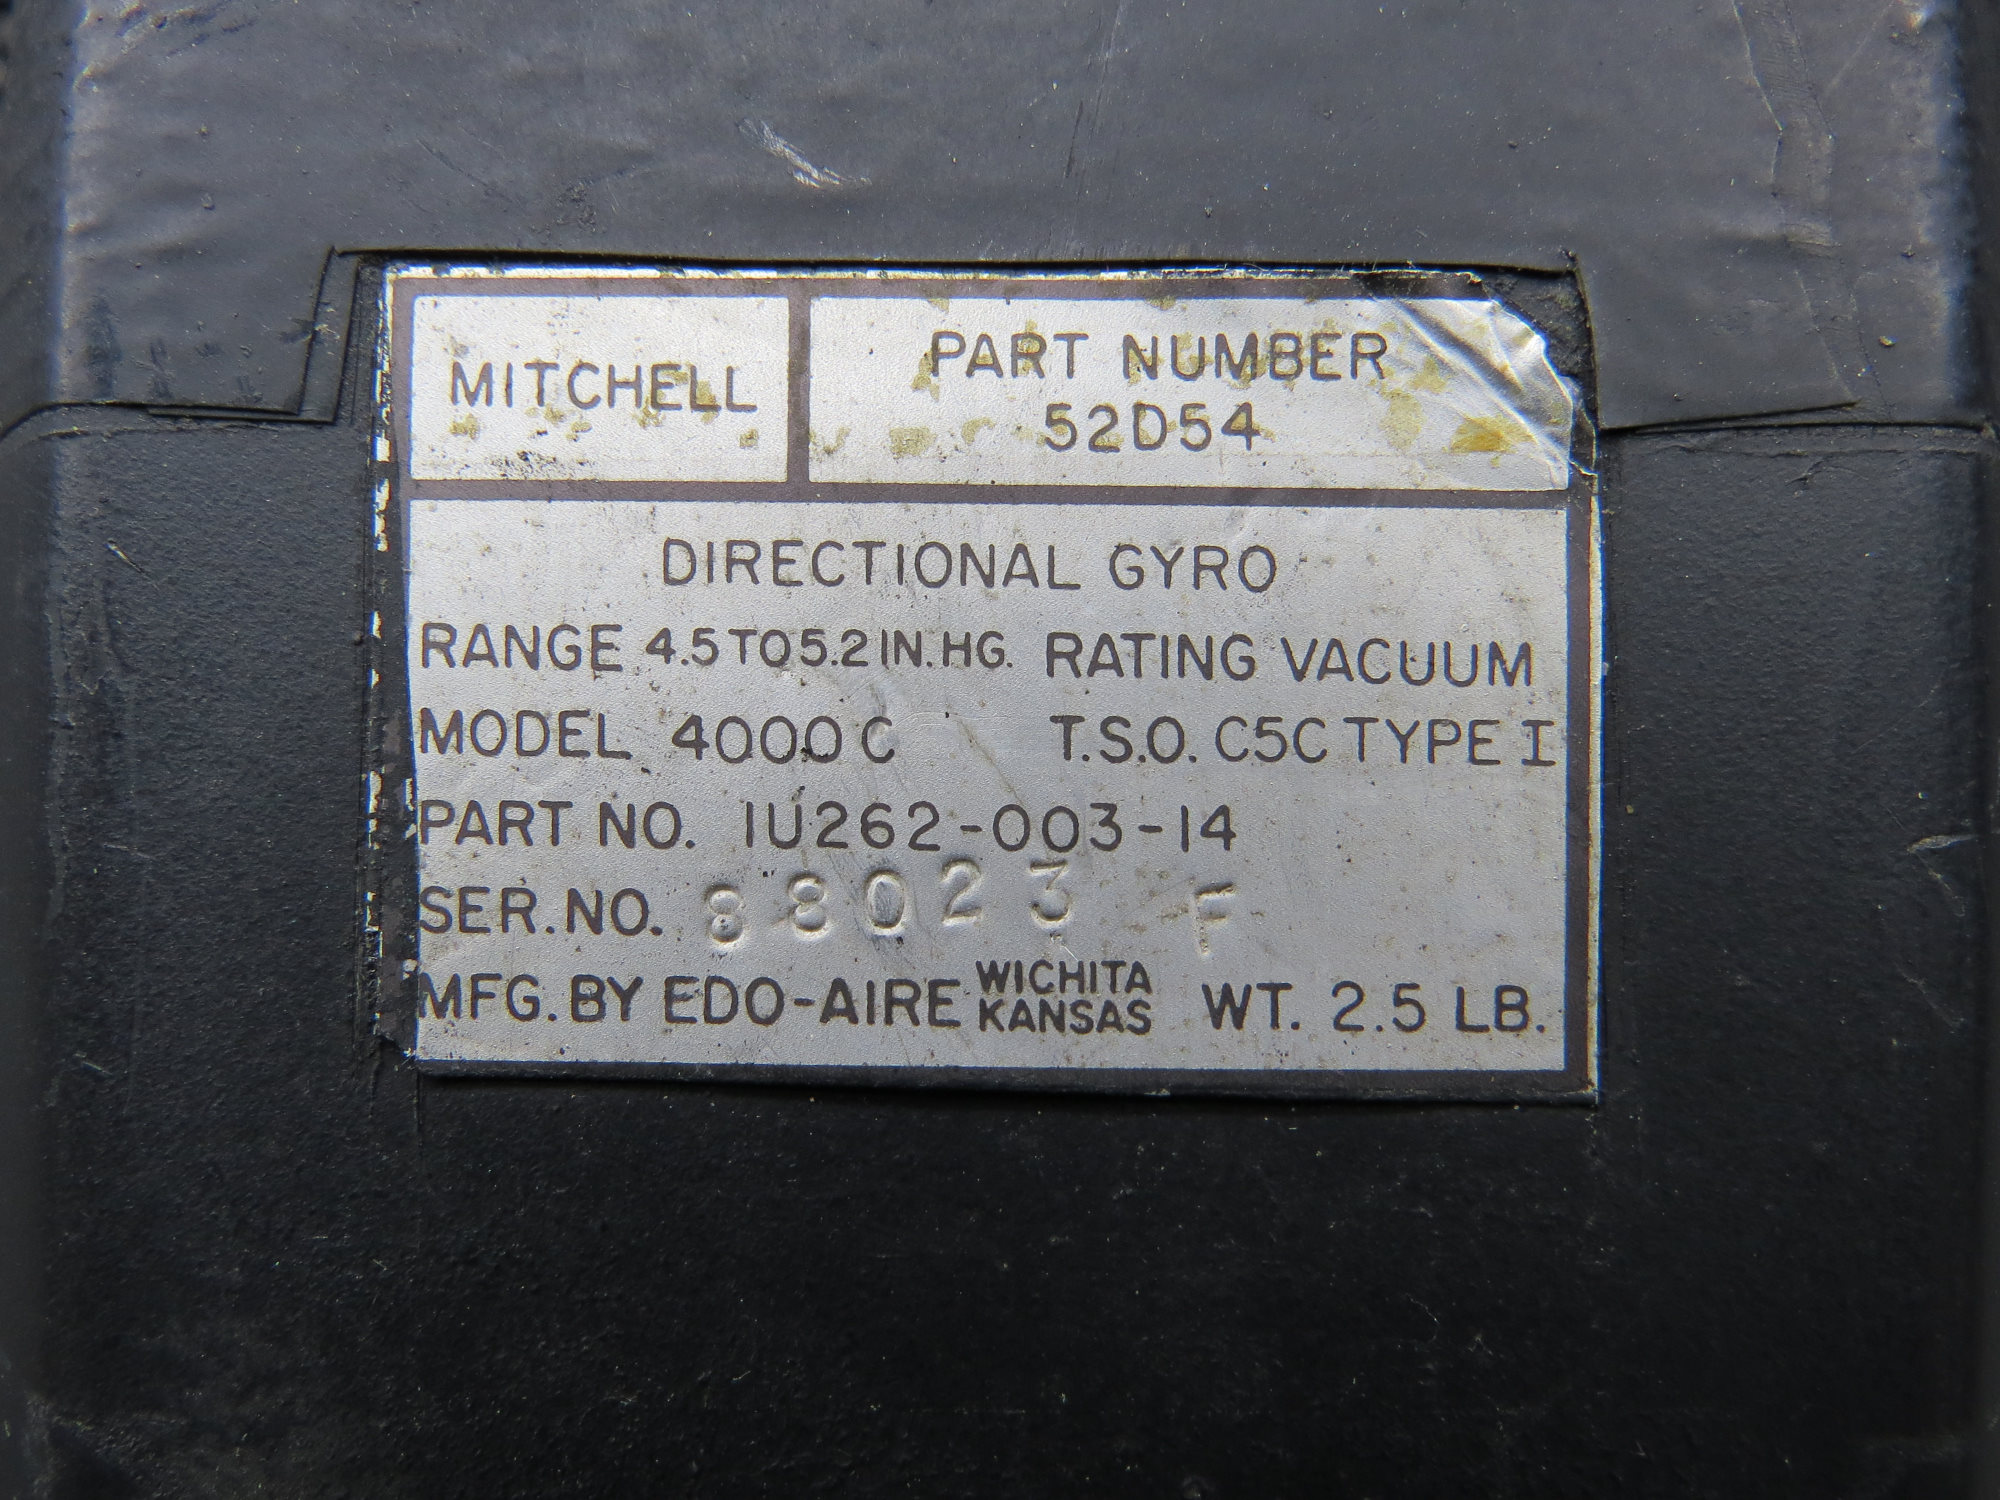 MITCHELL
PART NUMBER
52D54
DIRECTIONAL GYRO
RANGE 4.5 TO 5.2 IN. HG. RATING VACUUM
MODEL 4000 C T.S.O. C5C TYPE I
PART NO. 1U262-003-14
SER. NO. 88023 F
MFG. BY EDO-AIRE WICHITA KANSAS WT. 2.5 LB.